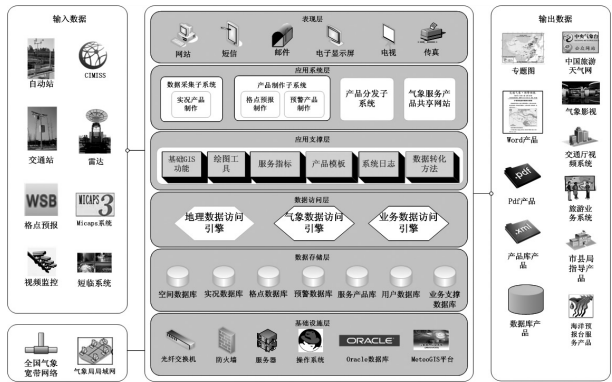 输入数据
自动站
CIMISS
交通站
雷达
WSB
MICAPS
3
格点预报
Micaps系统
视频监控
短临系统
全国气象
宽带网络
气象局局域网
表现层
网站
短信
邮件
电子显示屏
电视
传真
应用系统层
数据采集子系统
实况产品
制作
产品制作子系统
格点预报
制作
预警产品
制作
产品分发子
系统
气象服务产
品共享网站
应用支撑层
基础GIS
功能
绘图工
具
服务指标
产品模板
系统日志
数据转化
方法
数据访问层
地理数据访问
引擎
气象数据访问
引擎
业务数据访问
引擎
数据存储层
空间数据库
实况数据库
格点数据库
预警数据库
服务产品库
用户数据库
业务支撑
数据库
基础设施层
光纤交换机
防火墙
服务器
操作系统
ORACLE
Oracle数据库
MeteoGIS平台
输出数据
专题图
中央气象台
中国旅游
天气网
Word产品
气象影视
交通厅视
频系统
.pdf
Pdf产品
旅游业
务系统
.xml
产品库产
品
市县局
指导产
品
数据库产
品
海洋预
报台服
务产品